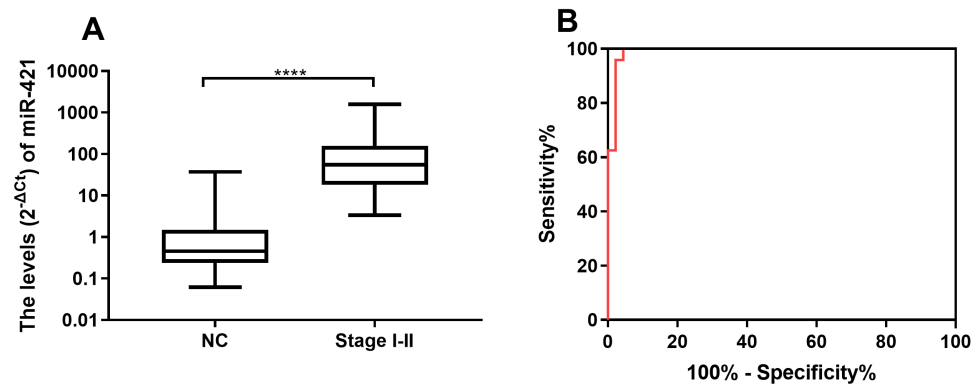 A
The levels (2^-ΔCt) of miR-421
10000
1000
100
10
1
0.1
0.01
****
NC
Stage I-II
B
Sensitivity%
100
80
60
40
20
0
0 20 40 60 80 100
100% - Specificity%